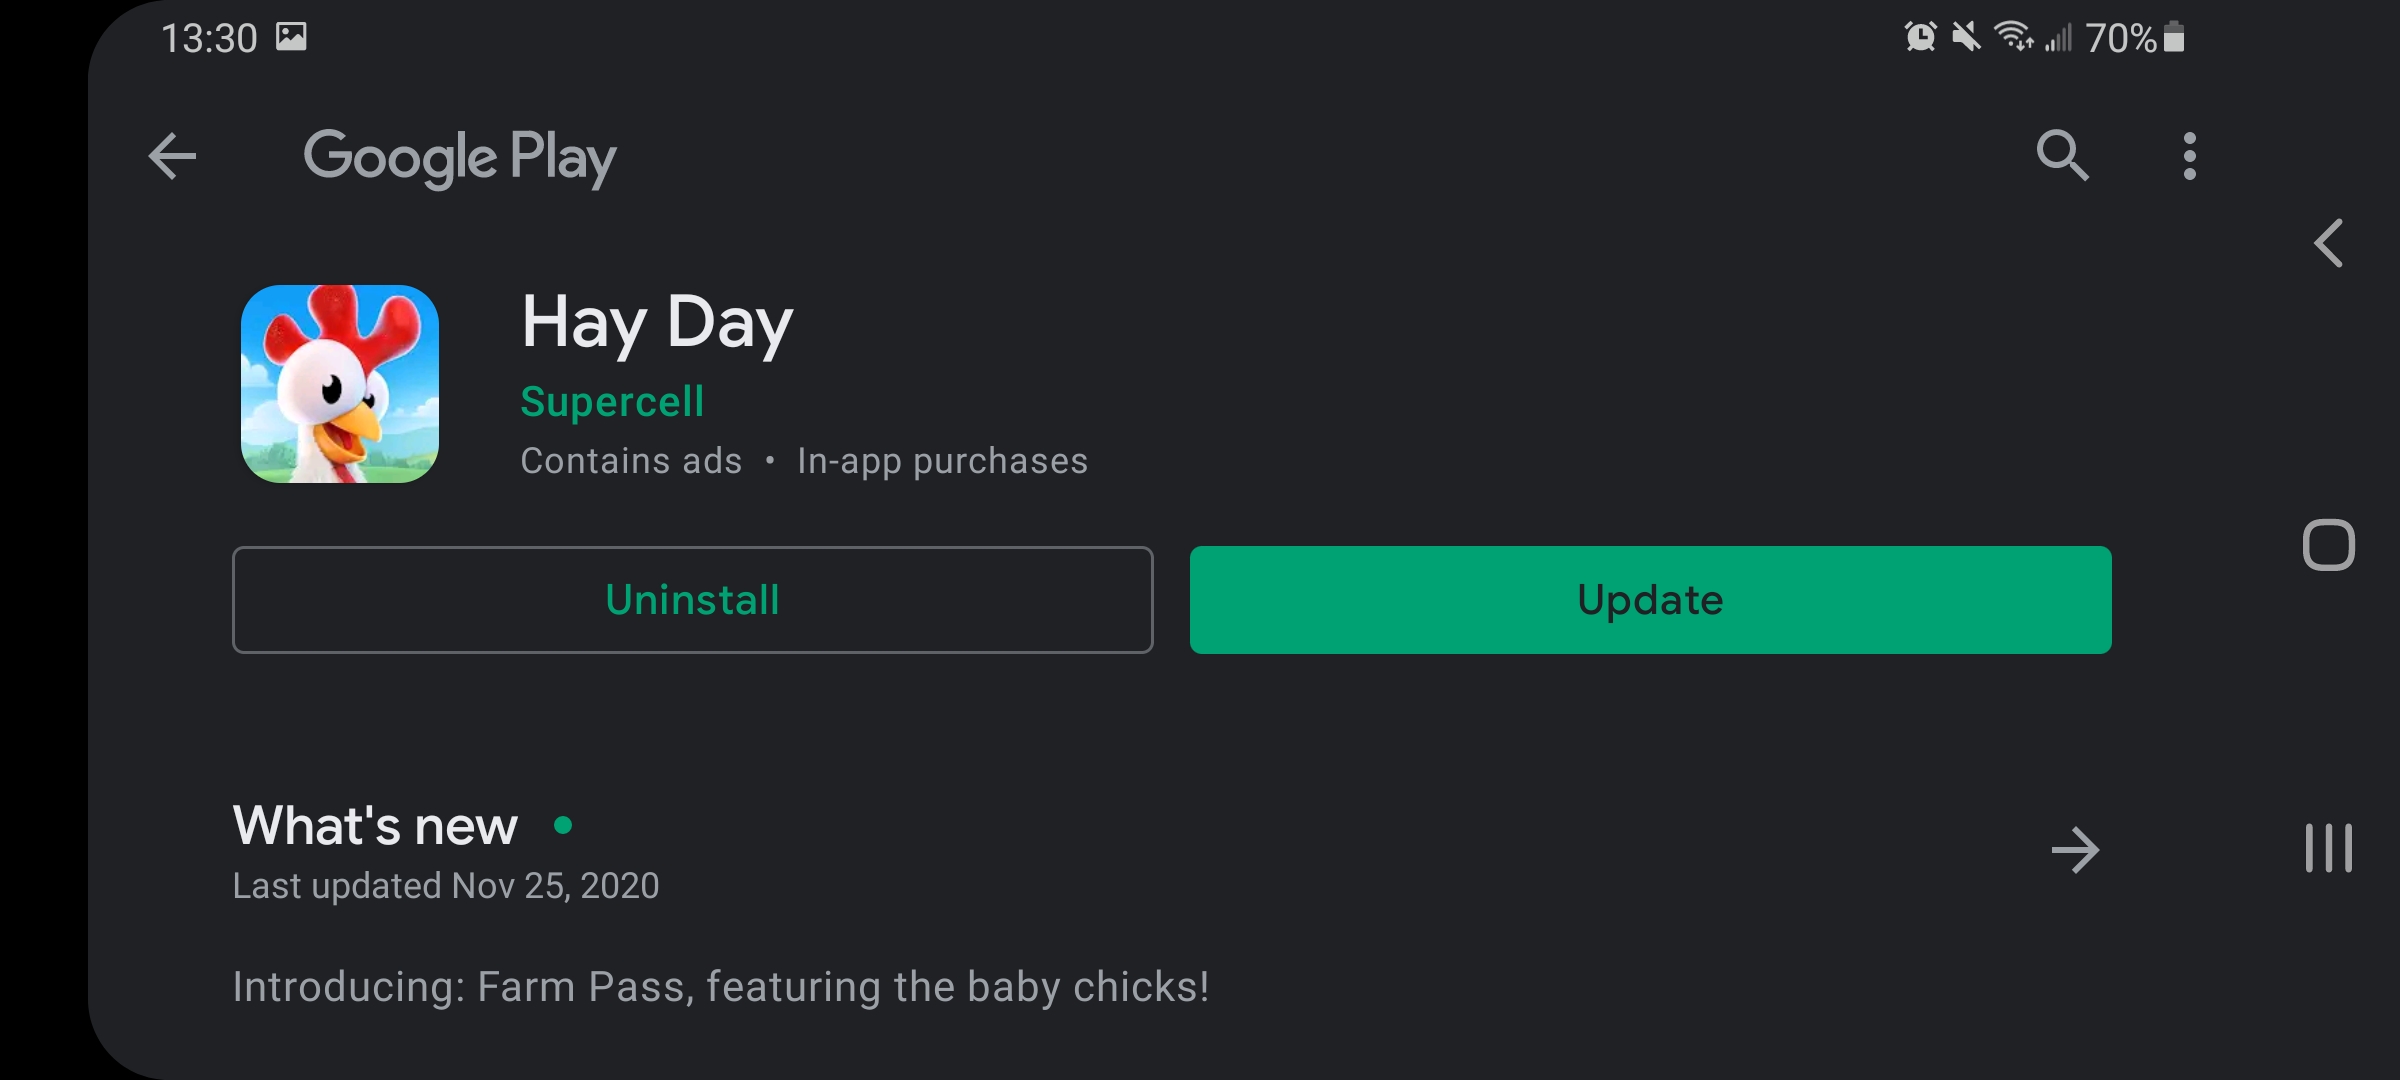 13:30
70%
Google Play
Hay Day
Supercell
Contains ads • In-app purchases
Uninstall
Update
What's new
Last updated Nov 25, 2020
Introducing: Farm Pass, featuring the baby chicks!